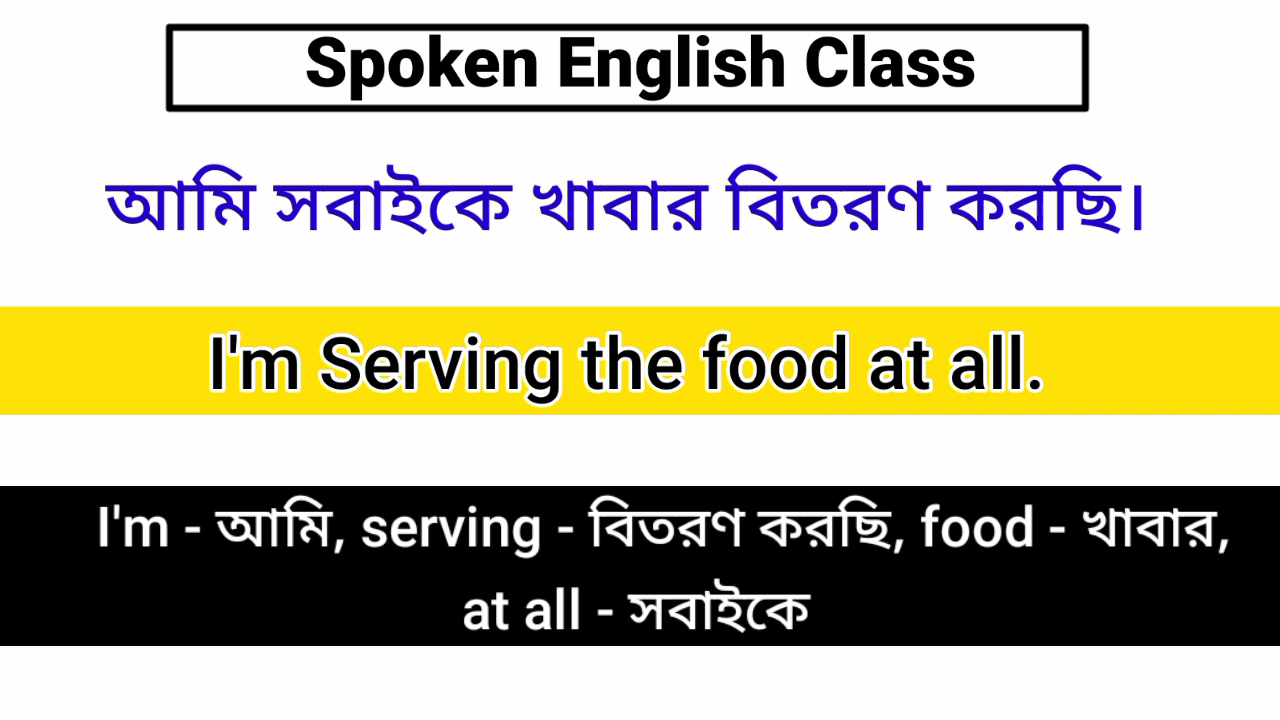 Spoken English Class
আমি সবাইকে খাবার বিতরণ করছি।
I'm Serving the food at all.
I'm - আমি, serving - বিতরণ করছি, food - খাবার,
at all - সবাইকে